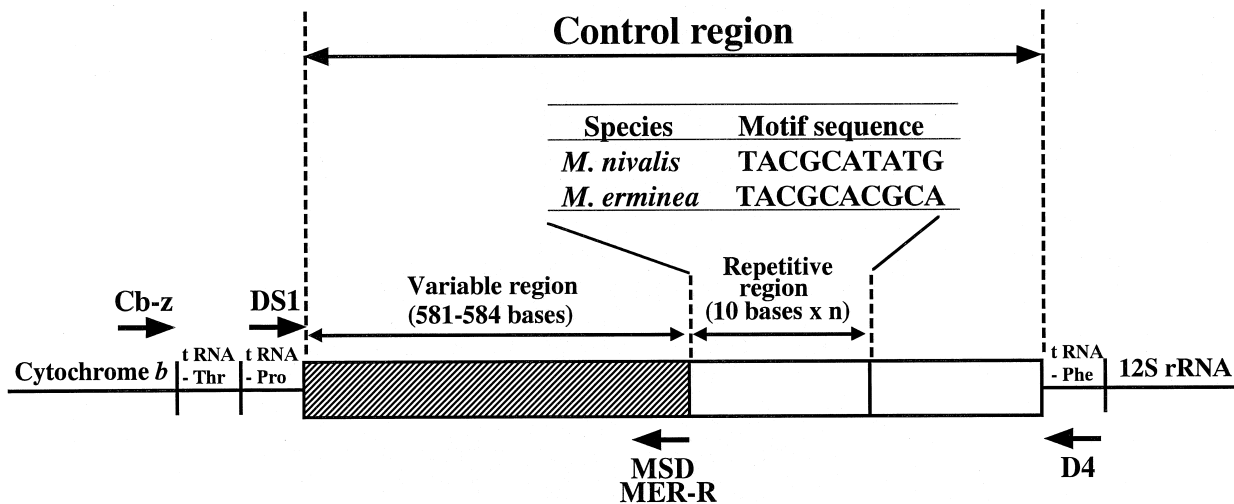 Control region
Species Motif sequence
M. nivalis TACGCATATG
M. erminea TACGCACGCA
Variable region
(581-584 bases)
Repetitive
region
(10 bases x n)
Cb-z
DS1
Cytochrome b
t RNA
- Thr
t RNA
- Pro
t RNA
- Phe
12S rRNA
MSD
MER-R
D4